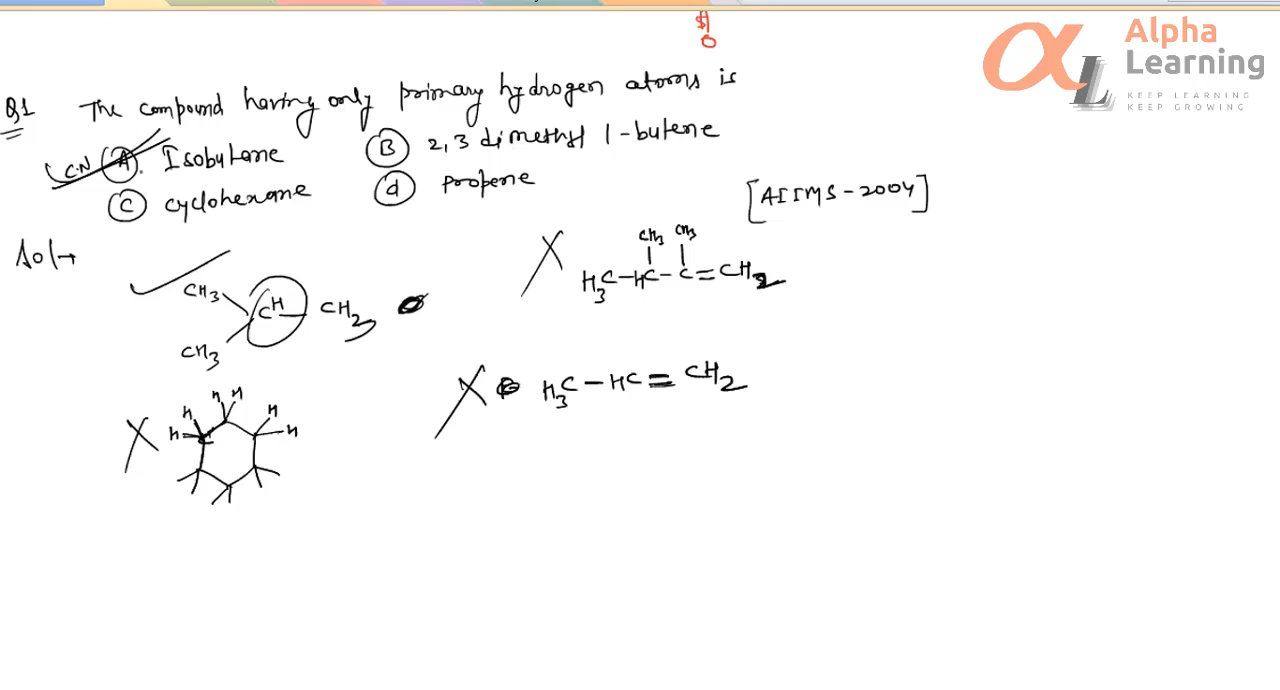 Alpha
Learning
KEEP LEARNING
KEEP GROWING
Q1 The compound having only primary hydrogen atoms is
C.N (A). Isobutane (B) 2,3 dimethyl 1-butene
(C) cyclohexane (d) propene
[AIIMS-2004]
Sol→
CH3 CH3
H3C-HC-C=CH2
CH3
CH CH2
CH3
H3C-HC=CH2
H H
H H
H H